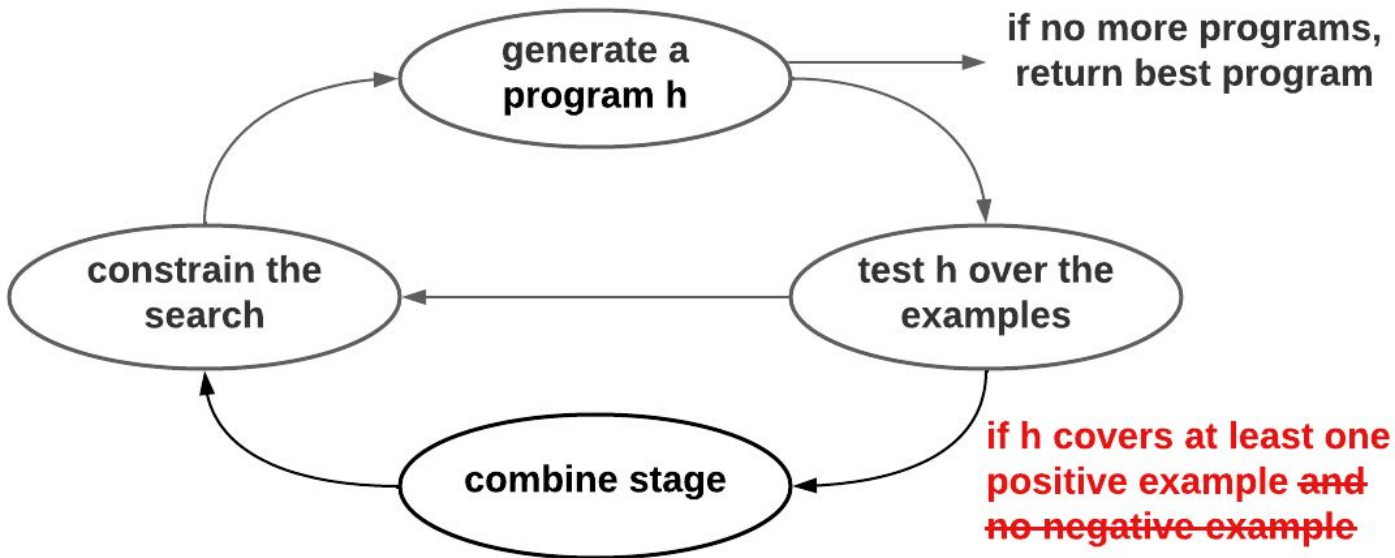 generate a
program h
if no more programs,
return best program
constrain the
search
test h over the
examples
combine stage
if h covers at least one
positive example and
no negative example